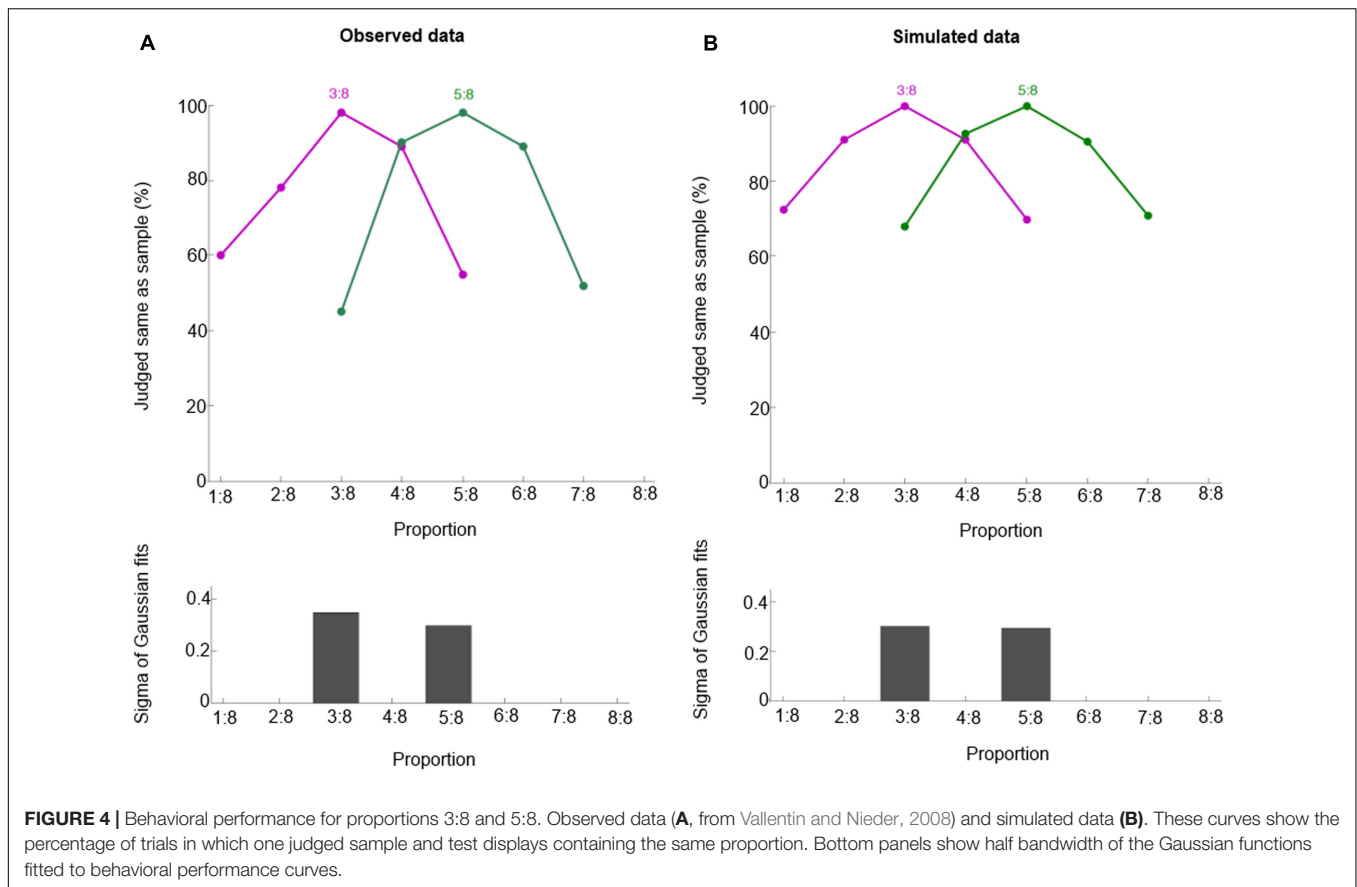 A
Observed data
3:8
5:8
100
80
60
40
20
0
Judged same as sample (%)
1:8 2:8 3:8 4:8 5:8 6:8 7:8 8:8
Proportion
0.4
0.2
0
Sigma of Gaussian fits
1:8 2:8 3:8 4:8 5:8 6:8 7:8 8:8
Proportion
B
Simulated data
3:8
5:8
100
80
60
40
20
0
Judged same as sample (%)
1:8 2:8 3:8 4:8 5:8 6:8 7:8 8:8
Proportion
0.4
0.2
0
Sigma of Gaussian fits
1:8 2:8 3:8 4:8 5:8 6:8 7:8 8:8
Proportion
FIGURE 4 | Behavioral performance for proportions 3:8 and 5:8. Observed data (A, from Vallentin and Nieder, 2008) and simulated data (B). These curves show the
percentage of trials in which one judged sample and test displays containing the same proportion. Bottom panels show half bandwidth of the Gaussian functions
fitted to behavioral performance curves.